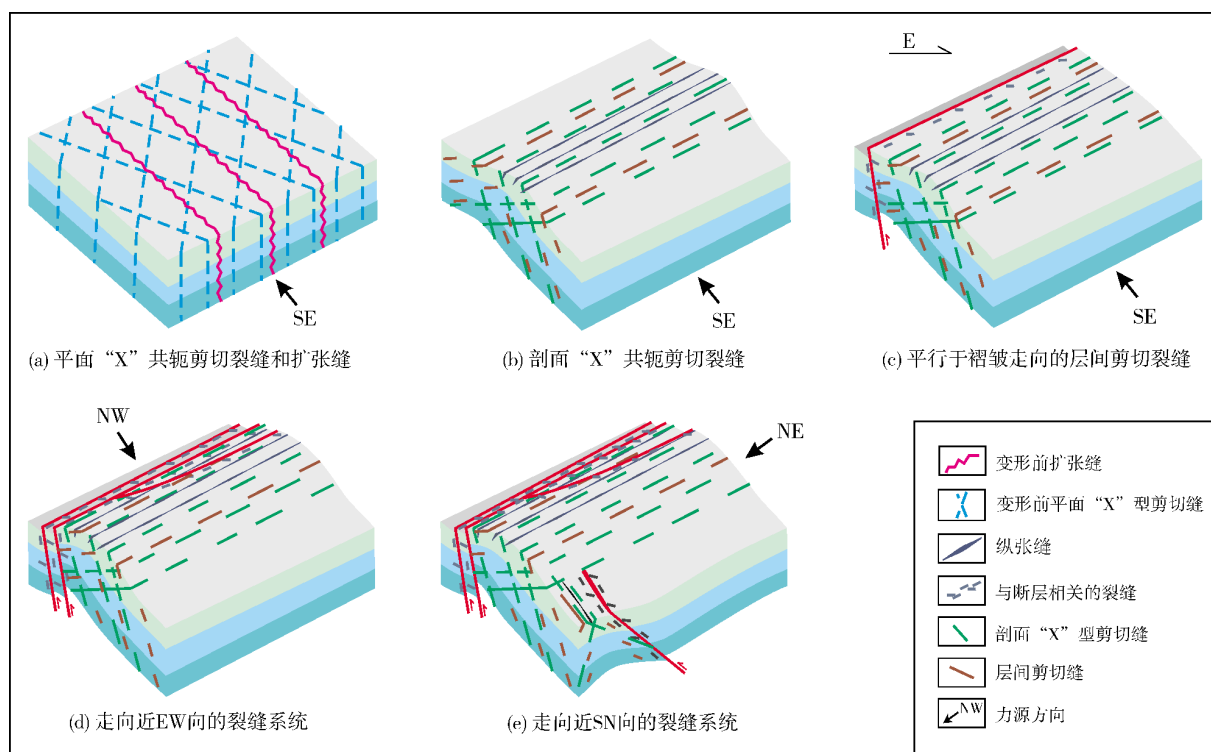 E
SE
SE
SE
(a) 平面“X”共轭剪切裂缝和扩张缝
(b) 剖面“X”共轭剪切裂缝
(c) 平行于褶皱走向的层间剪切裂缝
NW
NE
(d) 走向近EW向的裂缝系统
(e) 走向近SN向的裂缝系统
变形前扩张缝
变形前平面“X”型剪切缝
纵张缝
与断层相关的裂缝
剖面“X”型剪切缝
层间剪切缝
NW
力源方向